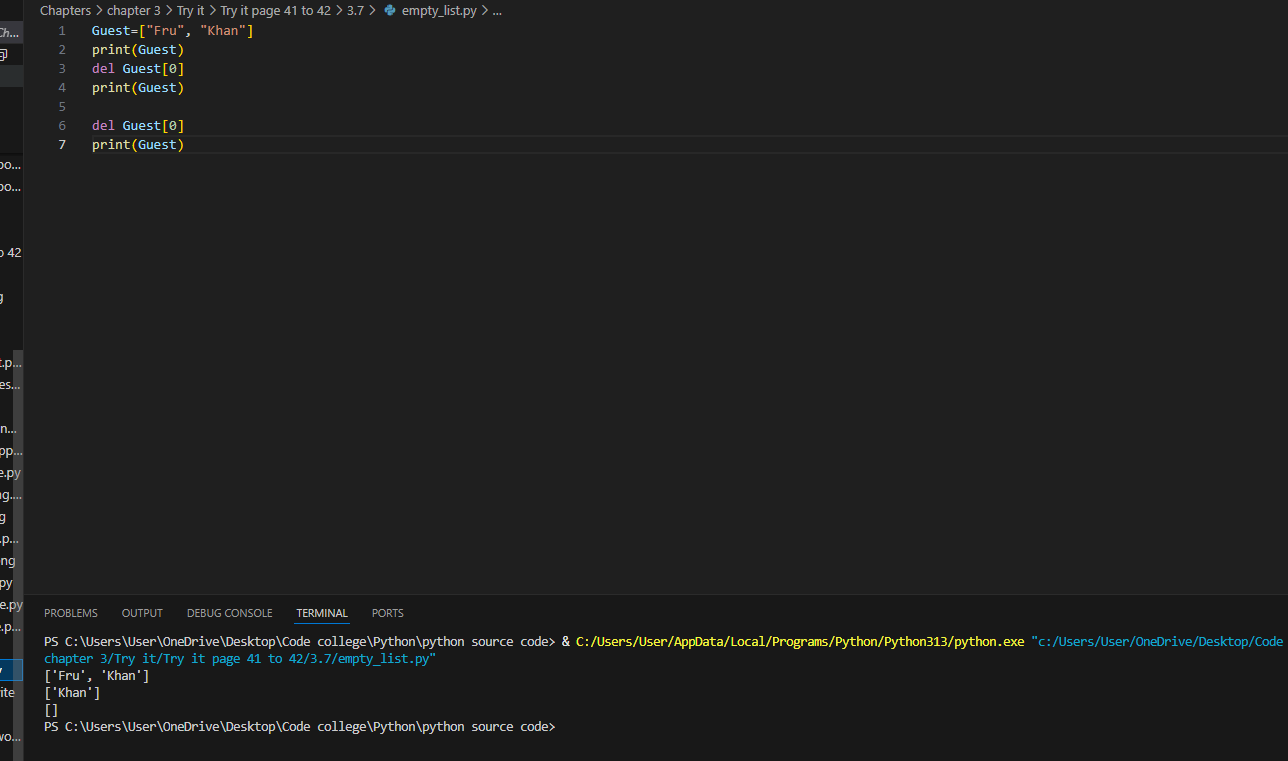 Chapters > chapter 3 > Try it > Try it page 41 to 42 > 3.7 > empty_list.py > ...
Ch...
1 Guest=["Fru", "Khan"]
2 print(Guest)
3 del Guest[0]
4 print(Guest)
5
6 del Guest[0]
7 print(Guest)
42
PROBLEMS OUTPUT DEBUG CONSOLE TERMINAL PORTS
PS C:\Users\User\OneDrive\Desktop\Code college\Python\python source code> & C:/Users/User/AppData/Local/Programs/Python/Python313/python.exe "c:/Users/User/OneDrive/Desktop/Code
chapter 3/Try it/Try it page 41 to 42/3.7/empty_list.py"
['Fru', 'Khan']
['Khan']
[]
PS C:\Users\User\OneDrive\Desktop\Code college\Python\python source code>